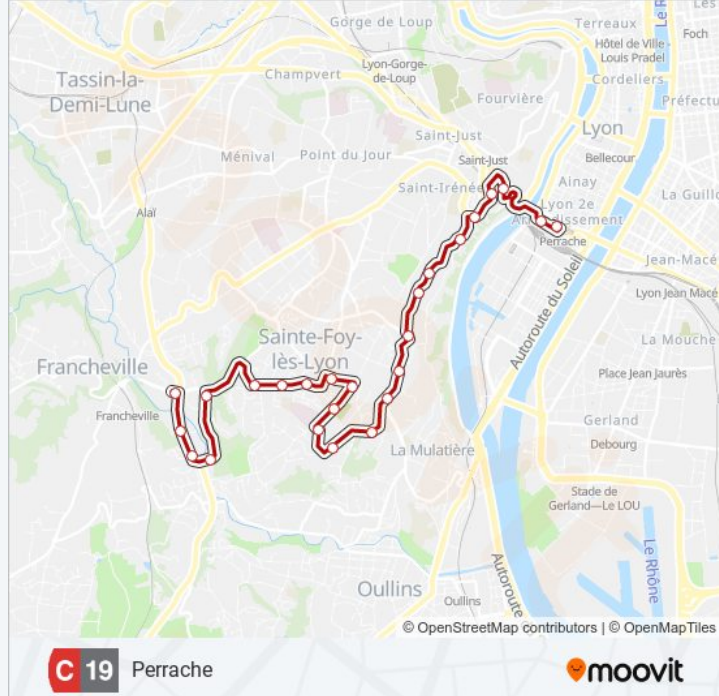 Gorge de Loup
Terreaux
Les
Le R
Foch
Hôtel de Ville -
Louis Pradel
Tassin-la-
Demi-Lune
Champvert
Lyon-Gorge-
de-Loup
Cordeliers
Fourvière
Préfectu
Lyon
Saint-Just
Ménival
Point du Jour
Saint-Just
Bellecour
Ainay
Saint-Irénée
La Guillo
Lyon 2e
Alaï
Perrache
Jean-Macé
Lyon Jean Macé
Autoroute du Soleil
Sainte-Foy-
lès-Lyon
La Mouche
Francheville
Place Jean Jaurès
Francheville
Gerland
Debourg
La Mulatière
Stade de
Gerland—Le LOU
Le Rhône
Autoroute
Oullins
Oullins
© OpenStreetMap contributors | © OpenMapTiles
C 19 Perrache
moovit